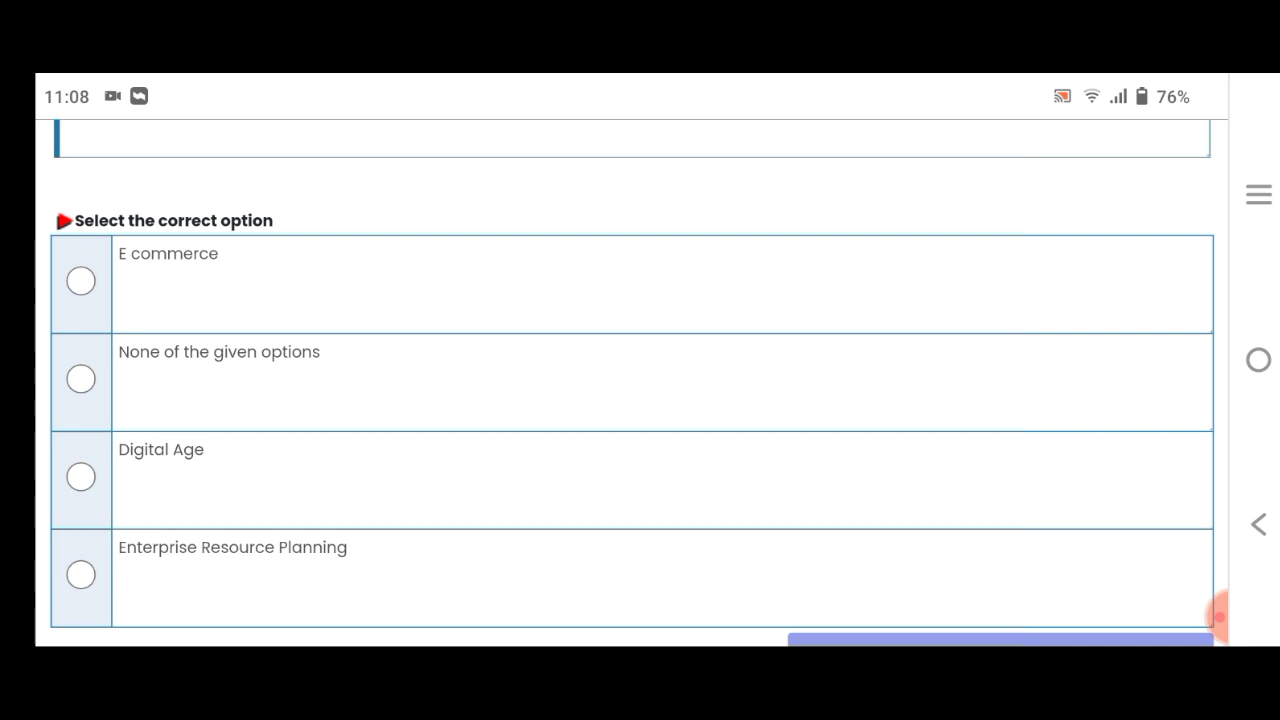 11:08
76%
Select the correct option
E commerce
None of the given options
Digital Age
Enterprise Resource Planning